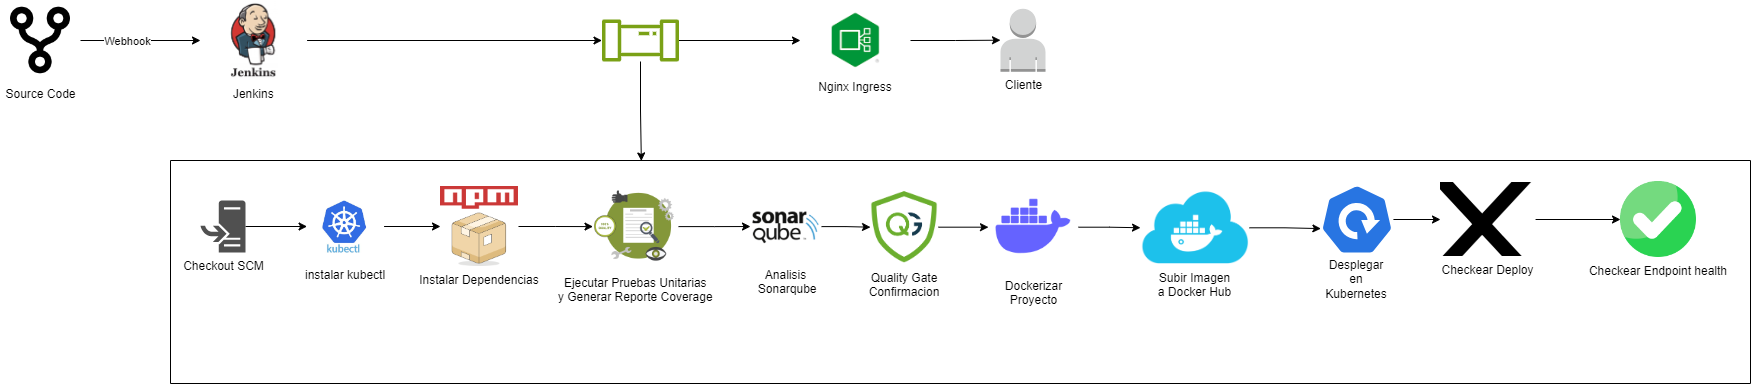 Webhook
Jenkins
Source Code
Jenkins
Nginx Ingress
Cliente
npm
kubectl
sonar
qube
QG
Checkout SCM
instalar kubectl
Instalar Dependencias
Ejecutar Pruebas Unitarias
y Generar Reporte Coverage
Analisis
Sonarqube
Quality Gate
Confirmacion
Dockerizar
Proyecto
Subir Imagen
a Docker Hub
Desplegar
en
Kubernetes
Checkear Deploy
Checkear Endpoint health